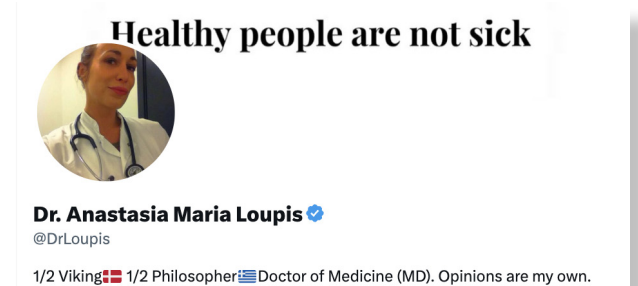 Healthy people are not sick
Dr. Anastasia Maria Loupis
@DrLoupis
1/2 Viking🇩🇰 1/2 Philosopher🇬🇷Doctor of Medicine (MD). Opinions are my own.